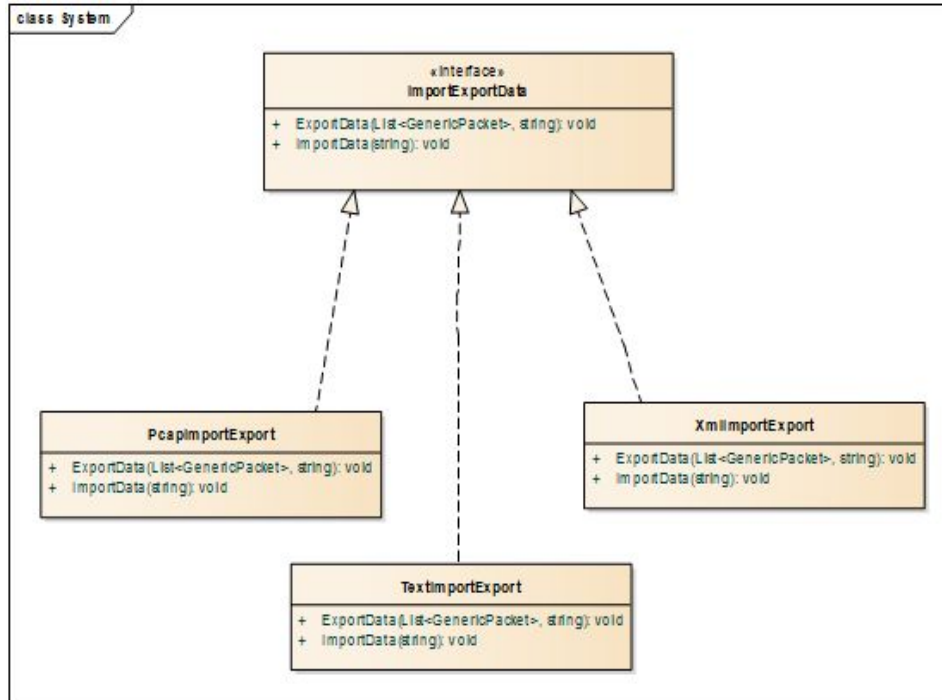 class System
«interface»
ImportExportData
+ ExportData(List<GenericPacket>, string): void
+ ImportData(string): void
PcapImportExport
+ ExportData(List<GenericPacket>, string): void
+ ImportData(string): void
XmlImportExport
+ ExportData(List<GenericPacket>, string): void
+ ImportData(string): void
TextImportExport
+ ExportData(List<GenericPacket>, string): void
+ ImportData(string): void